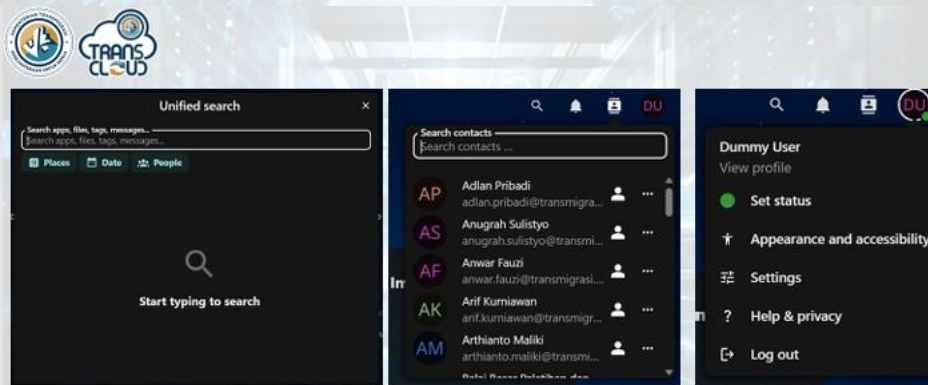 TRANS
CLOUD
Unified search
×
Search apps, files, tags, messages...
Search apps, files, tags, messages...
Places
Date
People
Start typing to search
DU
Search contacts
Search contacts ...
AP
Adlan Pribadi
adlan.pribadi@transmigra...
AS
Anugrah Sulistyo
anugrah.sulistyo@transmi...
AF
Anwar Fauzi
anwar.fauzi@transmigrasi....
AK
Arif Kurniawan
arif.kurniawan@transmigr...
AM
Arthianto Maliki
arthianto.maliki@transmi...
DU
Dummy User
View profile
Set status
Appearance and accessibility
Settings
? Help & privacy
Log out